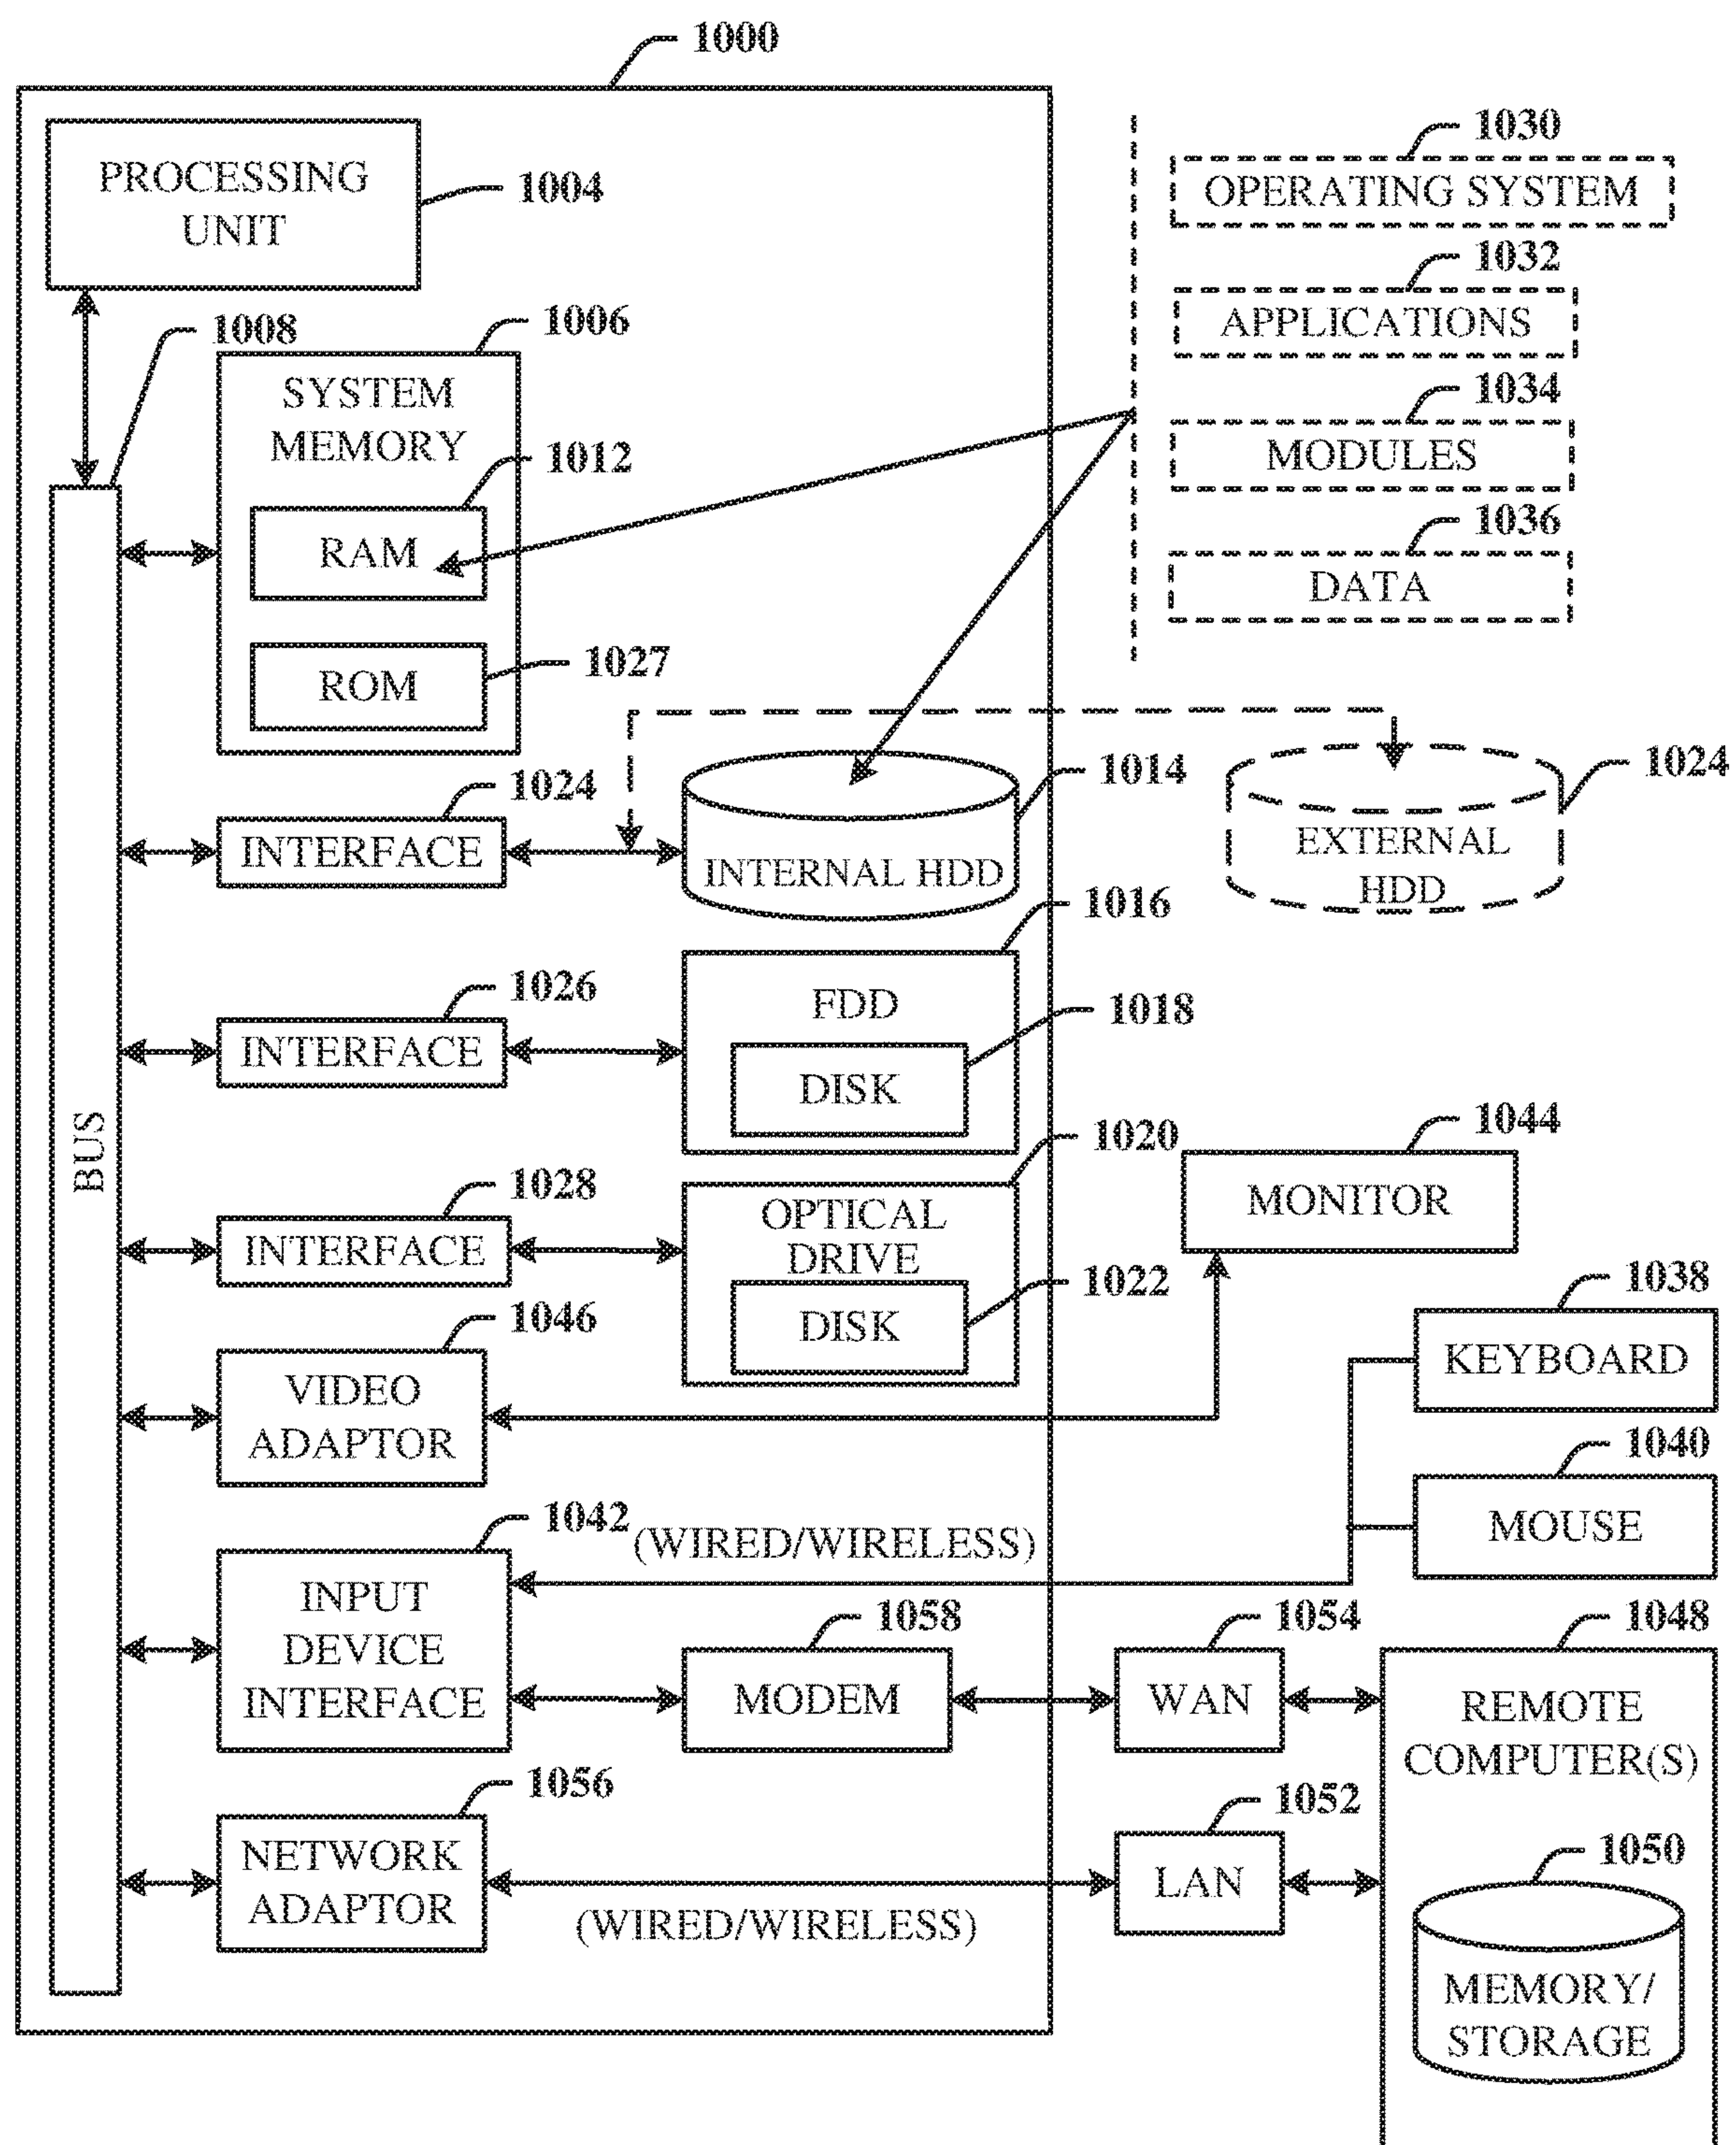 1000
PROCESSING
UNIT
1004
1030
OPERATING SYSTEM
1032
APPLICATIONS
1034
MODULES
1036
DATA
1008
1006
SYSTEM
MEMORY
1012
RAM
ROM
1027
1024
INTERFACE
1014
INTERNAL HDD
1024
EXTERNAL
HDD
1016
FDD
1018
DISK
1026
INTERFACE
BUS
1020
OPTICAL
DRIVE
1022
DISK
1028
INTERFACE
1044
MONITOR
1046
VIDEO
ADAPTOR
1038
KEYBOARD
1040
MOUSE
1042
(WIRED/WIRELESS)
INPUT
DEVICE
INTERFACE
1058
MODEM
1054
WAN
1048
REMOTE
COMPUTER(S)
1056
NETWORK
ADAPTOR
(WIRED/WIRELESS)
1052
LAN
1050
MEMORY/
STORAGE